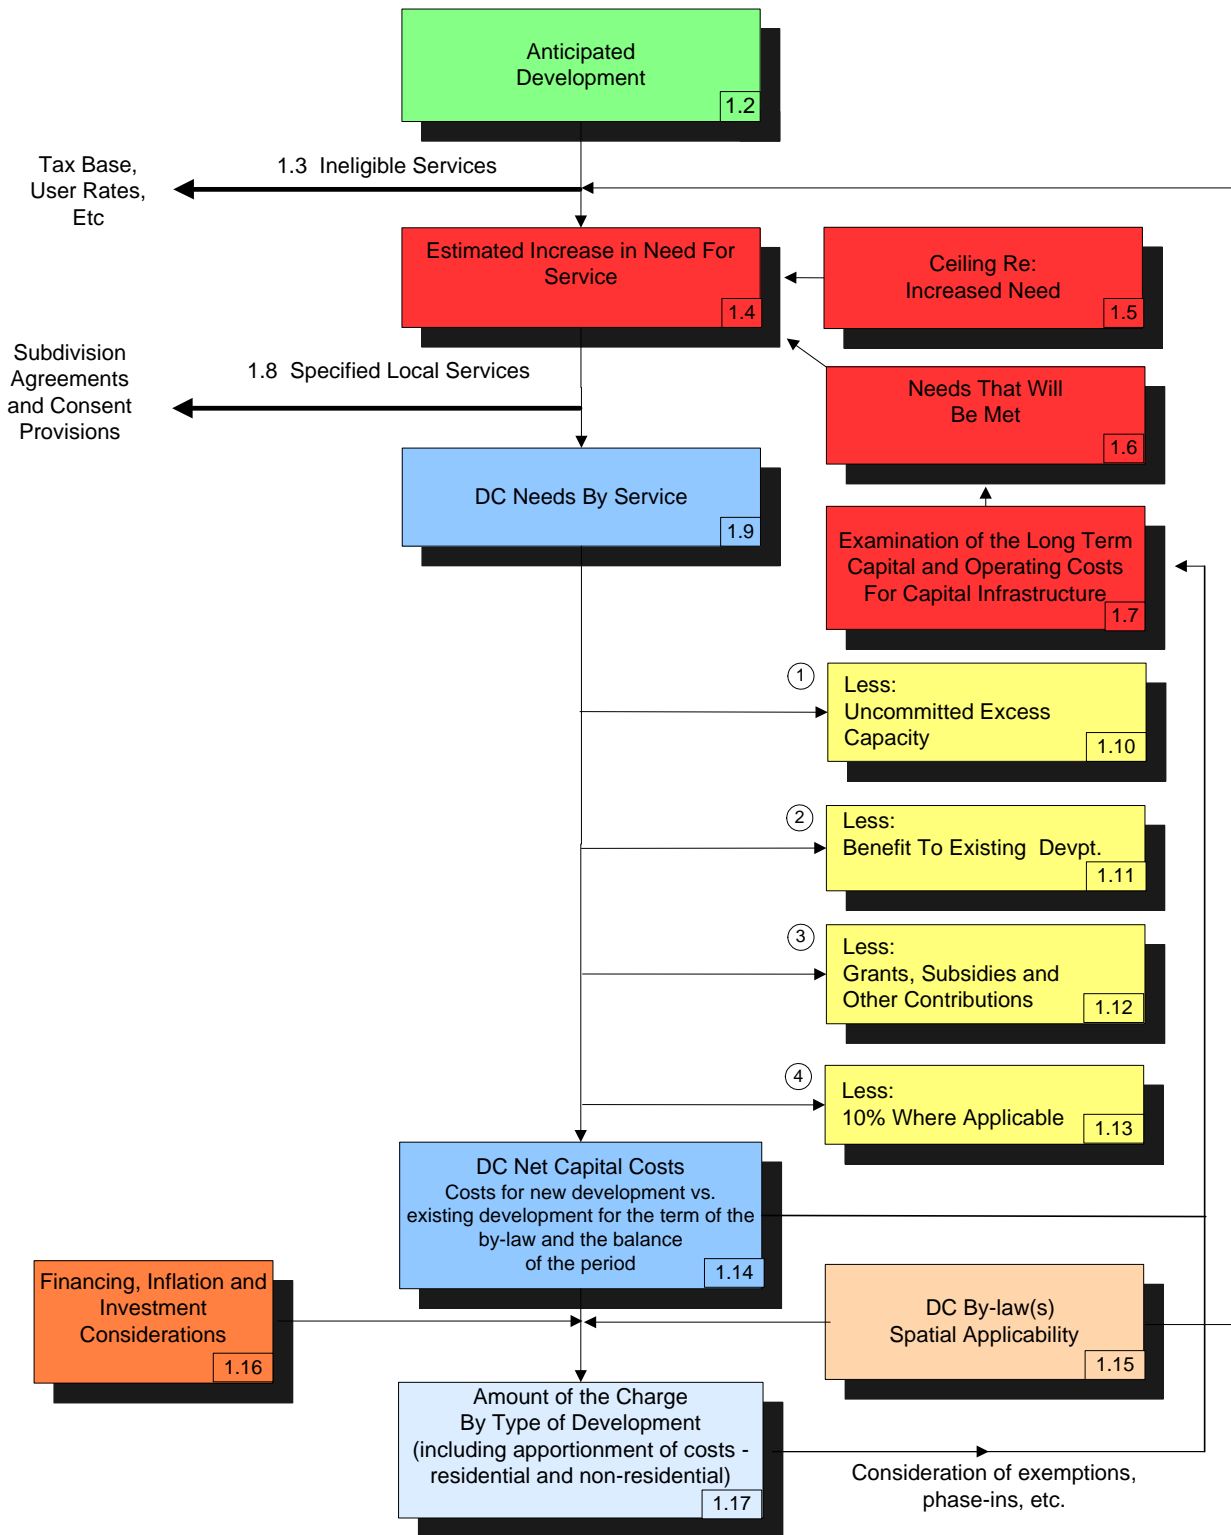 Anticipated
Development
1.2
1.3  Ineligible Services
Tax Base,
User Rates,
Etc
Estimated Increase in Need For
Service
1.4
Ceiling Re:
Increased Need
1.5
1.8  Specified Local Services
Subdivision
Agreements
and Consent
Provisions
Needs That Will
Be Met
1.6
DC Needs By Service
1.9
Examination of the Long Term
Capital and Operating Costs
For Capital Infrastructure
1.7
1
Less:
Uncommitted Excess
Capacity
1.10
2
Less:
Benefit To Existing  Devpt.
1.11
3
Less:
Grants, Subsidies and
Other Contributions
1.12
4
Less:
10% Where Applicable
1.13
DC Net Capital Costs
Costs for new development vs.
existing development for the term of the
by-law and the balance
of the period
1.14
Financing, Inflation and
Investment
Considerations
1.16
DC By-law(s)
Spatial Applicability
1.15
Amount of the Charge
By Type of Development
(including apportionment of costs -
residential and non-residential)
1.17
Consideration of exemptions,
phase-ins, etc.